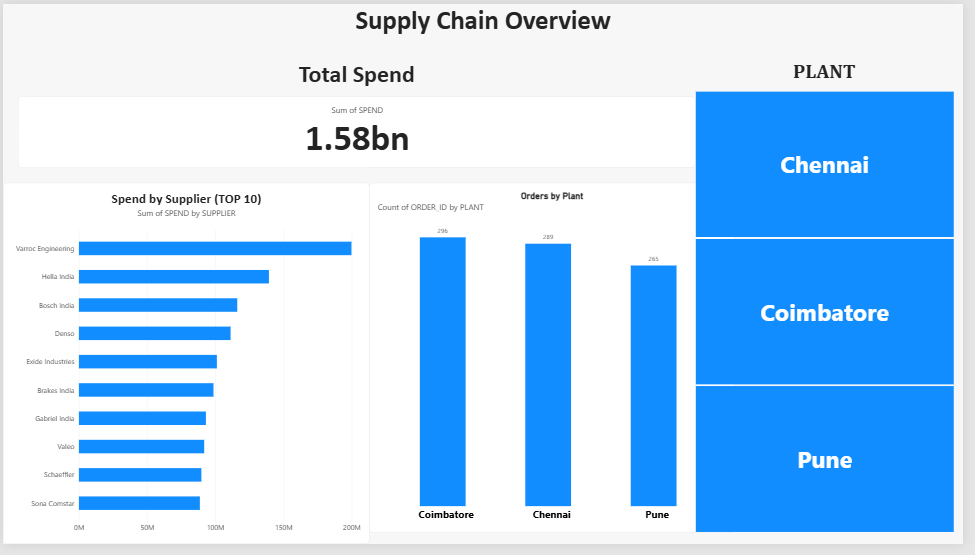 Supply Chain Overview
Total Spend
Sum of SPEND
1.58bn
Spend by Supplier (TOP 10)
Sum of SPEND by SUPPLIER
Varroc Engineering
Hella India
Bosch India
Denso
Exide Industries
Brakes India
Gabriel India
Valeo
Schaeffler
Sona Comstar
0M 50M 100M 150M 200M
Orders by Plant
Count of ORDER_ID by PLANT
296 289 265
Coimbatore Chennai Pune
PLANT
Chennai
Coimbatore
Pune